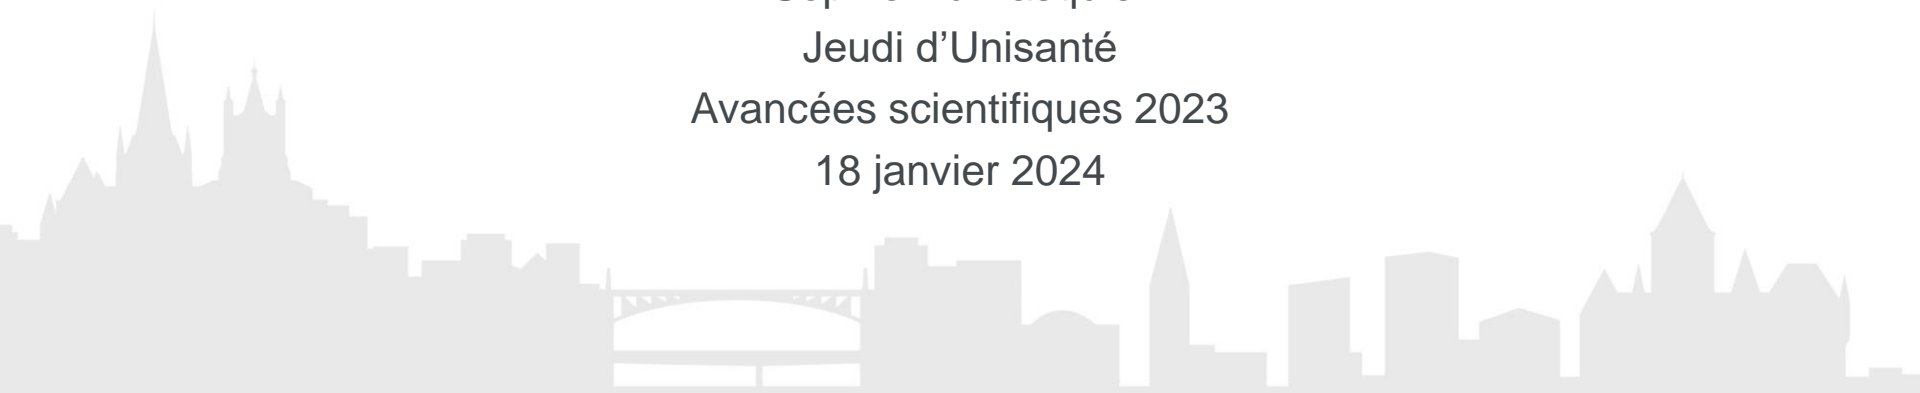 Jeudi d’Unisanté
Avancées scientifiques 2023
18 janvier 2024